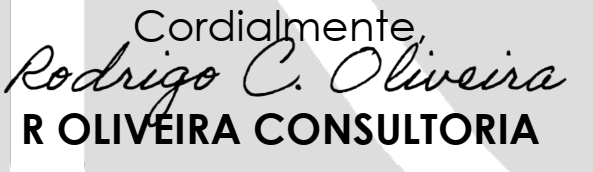 Cordialmente,
Rodrigo C. Oliveira
R OLIVEIRA CONSULTORIA